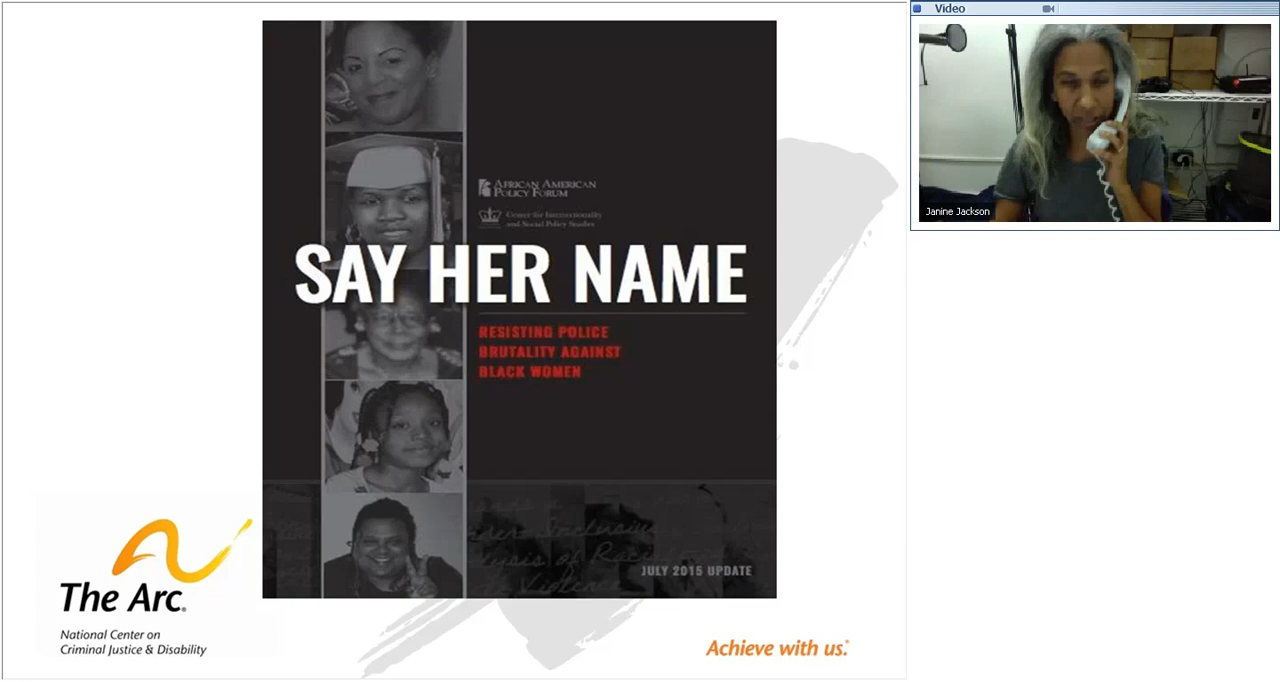 AFRICAN AMERICAN
POLICY FORUM
Center for Intersectionality
and Social Policy Studies
SAY HER NAME
RESISTING POLICE
BRUTALITY AGAINST
BLACK WOMEN
JULY 2015 UPDATE
The Arc®
National Center on
Criminal Justice & Disability
Achieve with us.®
Video
Janine Jackson